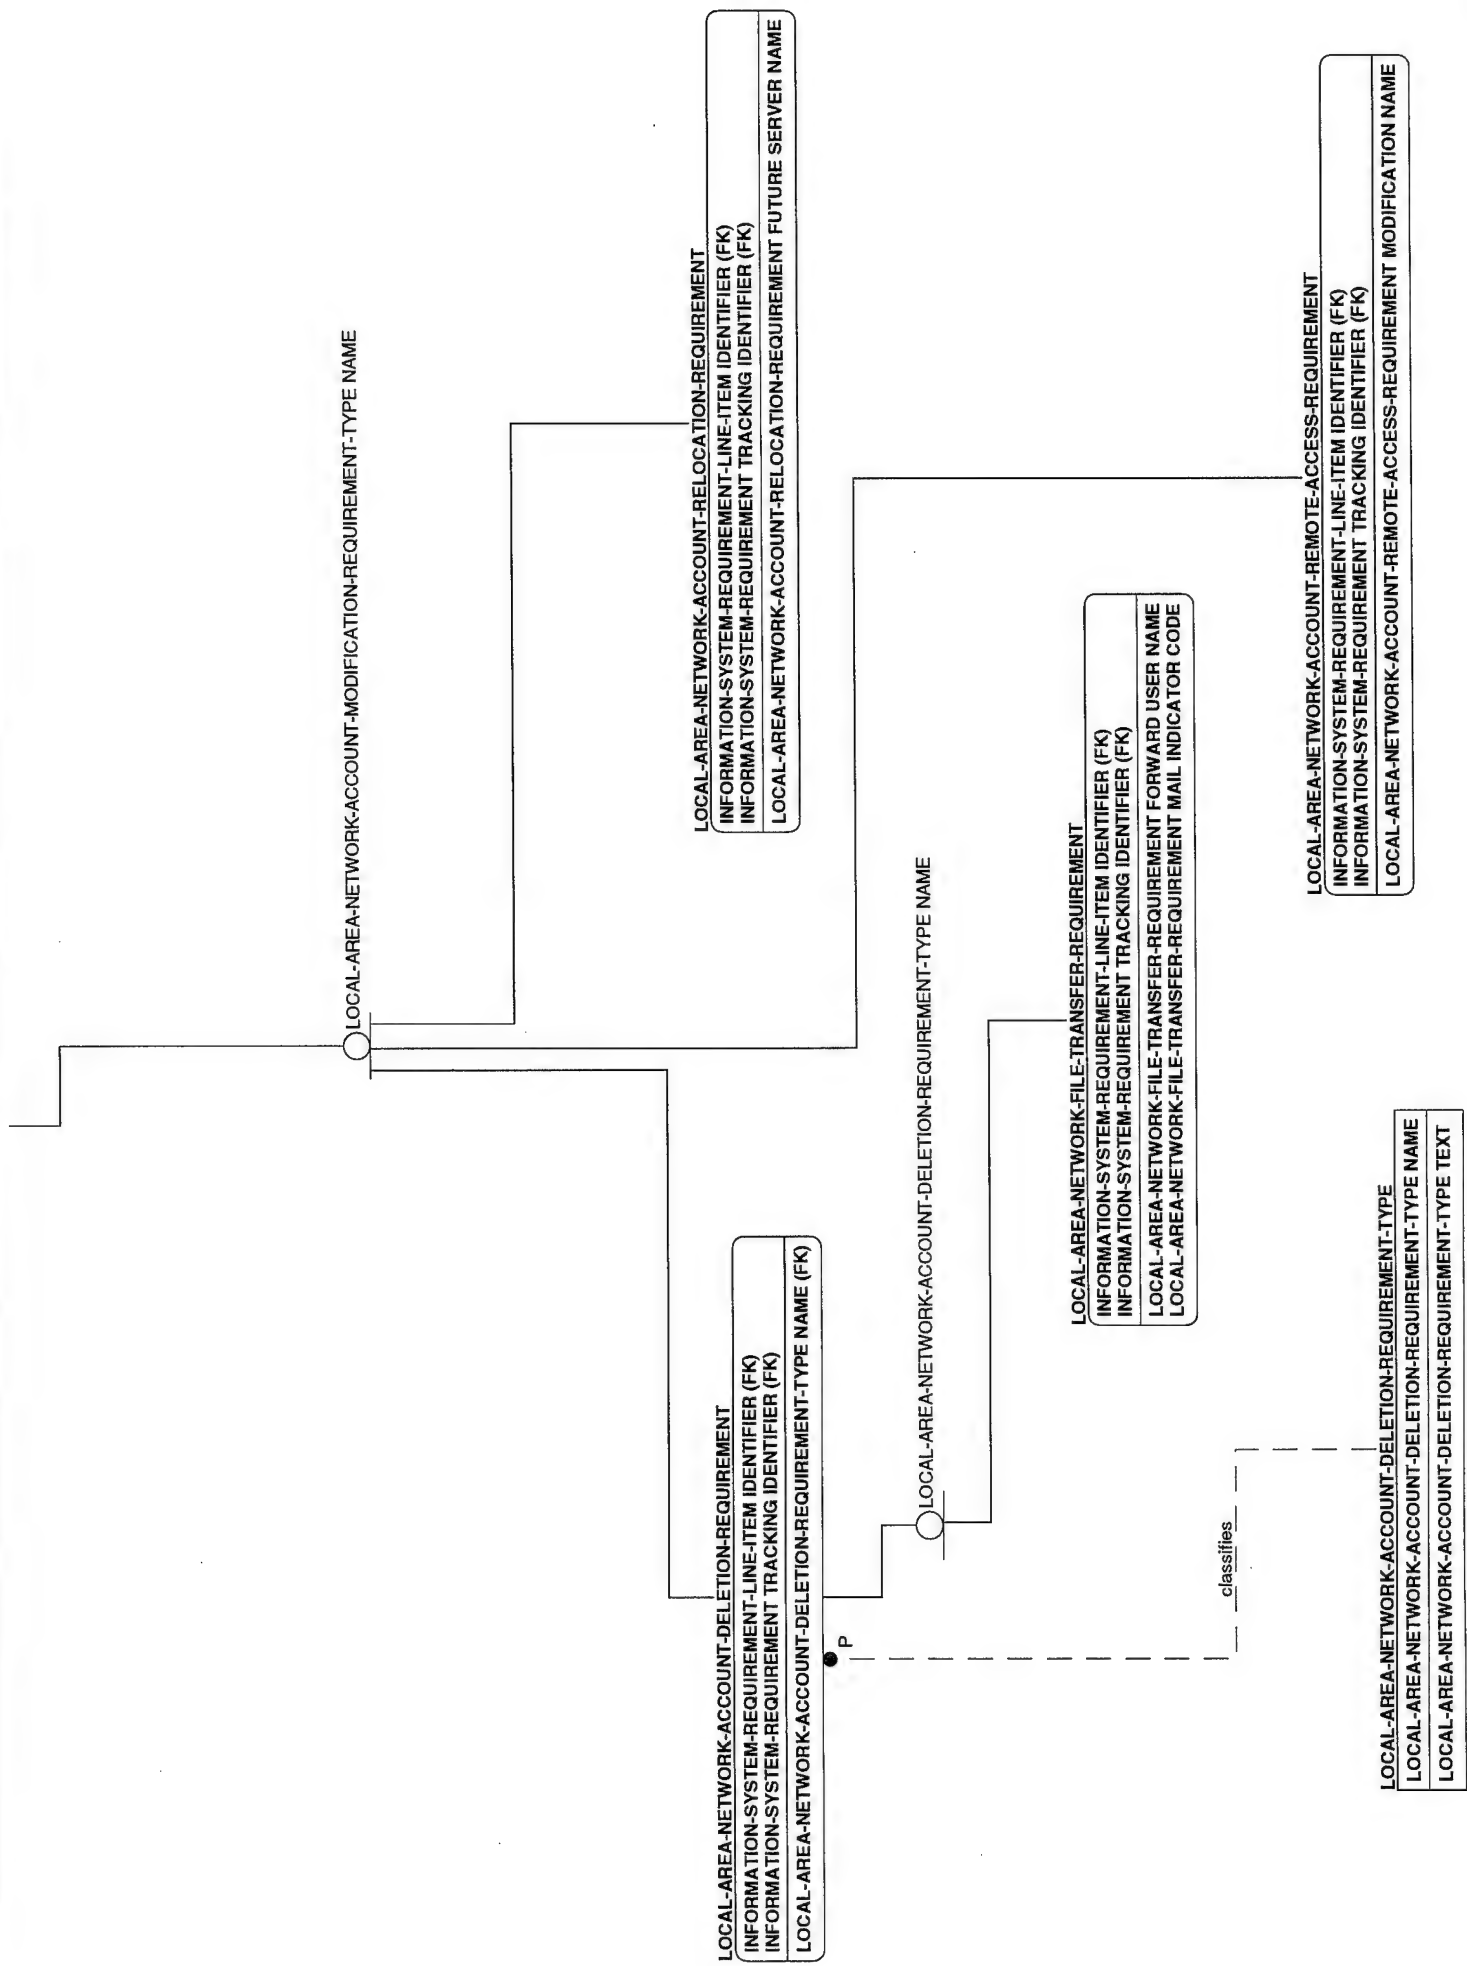 LOCAL-AREA-NETWORK-ACCOUNT-MODIFICATION-REQUIREMENT-TYPE NAME
LOCAL-AREA-NETWORK-ACCOUNT-DELETION-REQUIREMENT
INFORMATION-SYSTEM-REQUIREMENT-LINE-ITEM IDENTIFIER (FK)
INFORMATION-SYSTEM-REQUIREMENT TRACKING IDENTIFIER (FK)
LOCAL-AREA-NETWORK-ACCOUNT-DELETION-REQUIREMENT-TYPE NAME (FK)
P
LOCAL-AREA-NETWORK-ACCOUNT-RELOCATION-REQUIREMENT
INFORMATION-SYSTEM-REQUIREMENT-LINE-ITEM IDENTIFIER (FK)
INFORMATION-SYSTEM-REQUIREMENT TRACKING IDENTIFIER (FK)
LOCAL-AREA-NETWORK-ACCOUNT-RELOCATION-REQUIREMENT FUTURE SERVER NAME
LOCAL-AREA-NETWORK-ACCOUNT-DELETION-REQUIREMENT-TYPE NAME
LOCAL-AREA-NETWORK-FILE-TRANSFER-REQUIREMENT
INFORMATION-SYSTEM-REQUIREMENT-LINE-ITEM IDENTIFIER (FK)
INFORMATION-SYSTEM-REQUIREMENT TRACKING IDENTIFIER (FK)
LOCAL-AREA-NETWORK-FILE-TRANSFER-REQUIREMENT FORWARD USER NAME
LOCAL-AREA-NETWORK-FILE-TRANSFER-REQUIREMENT MAIL INDICATOR CODE
classifies
LOCAL-AREA-NETWORK-ACCOUNT-REMOTE-ACCESS-REQUIREMENT
INFORMATION-SYSTEM-REQUIREMENT-LINE-ITEM IDENTIFIER (FK)
INFORMATION-SYSTEM-REQUIREMENT TRACKING IDENTIFIER (FK)
LOCAL-AREA-NETWORK-ACCOUNT-REMOTE-ACCESS-REQUIREMENT MODIFICATION NAME
LOCAL-AREA-NETWORK-ACCOUNT-DELETION-REQUIREMENT-TYPE
LOCAL-AREA-NETWORK-ACCOUNT-DELETION-REQUIREMENT-TYPE NAME
LOCAL-AREA-NETWORK-ACCOUNT-DELETION-REQUIREMENT-TYPE TEXT